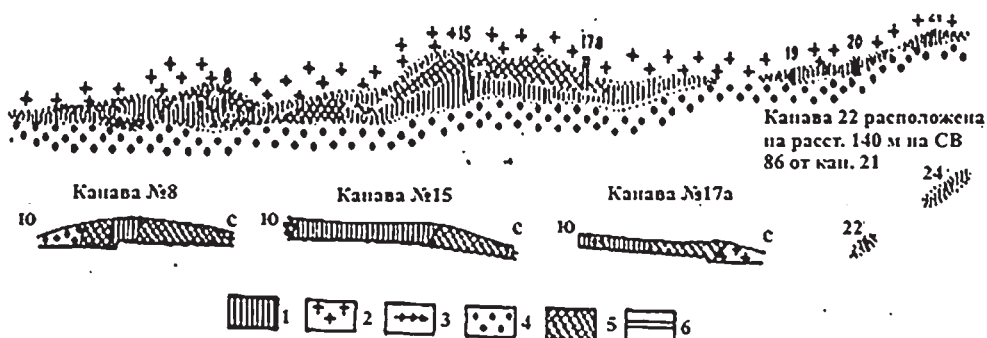 8 15 17а 19 20 21
Канава 22 расположена
на расст. 140 м на СВ
86 от кан. 21
24
22
Канава №8 Канава №15 Канава №17а
Ю С Ю С Ю С
1 2 3 4 5 6